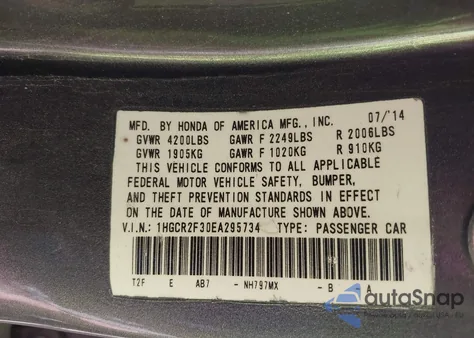 MFD. BY HONDA OF AMERICA MFG., INC. 07/'14
GVWR 4200LBS GAWR F 2249LBS R 2006LBS
GVWR 1905KG GAWR F 1020KG R 910KG
THIS VEHICLE CONFORMS TO ALL APPLICABLE
FEDERAL MOTOR VEHICLE SAFETY, BUMPER,
AND THEFT PREVENTION STANDARDS IN EFFECT
ON THE DATE OF MANUFACTURE SHOWN ABOVE.
V.I.N.: 1HGCR2F30EA295734 TYPE: PASSENGER CAR
T2F E AB7 - NH797MX - B - A
autoSnap